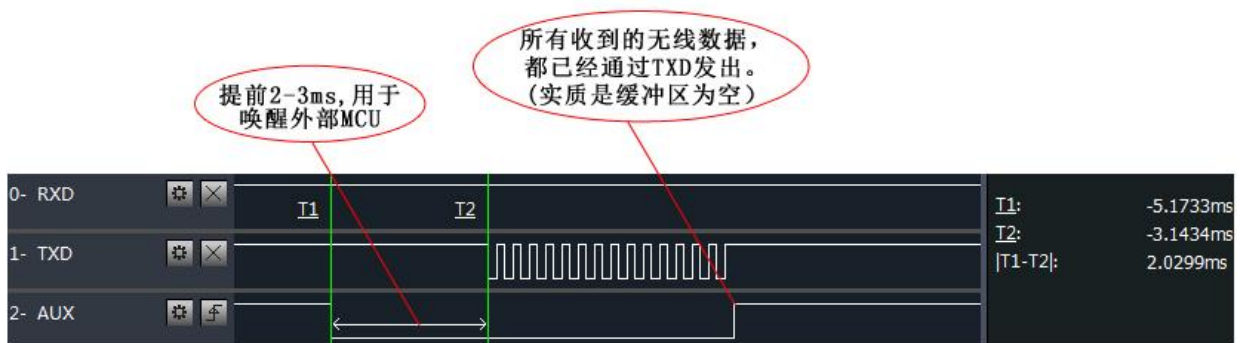 所有收到的无线数据，
都已经通过TXD发出。
(实质是缓冲区为空）
提前2-3ms,用于
唤醒外部MCU
0- RXD
T1
T2
T1: -5.1733ms
T2: -3.1434ms
|T1-T2|: 2.0299ms
1- TXD
2- AUX